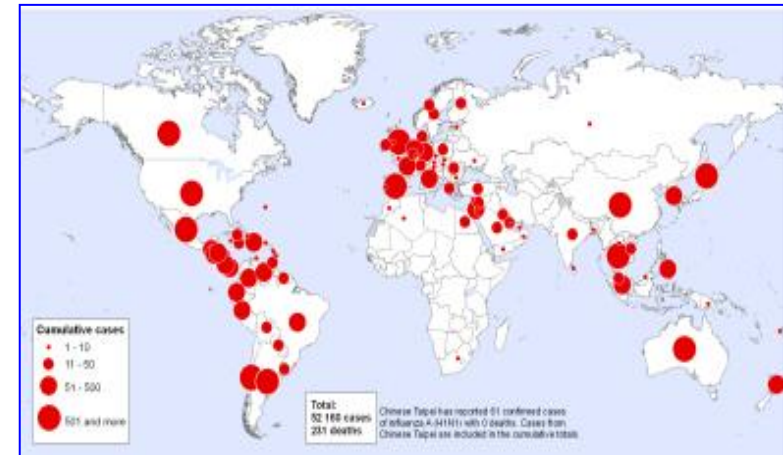 Cumulative cases
1 - 10
11 - 50
51 - 500
501 and more
Total:
52 160 cases
231 deaths
Chinese Taipei has reported 61 confirmed cases
of influenza A (H1N1) with 0 deaths. Cases from
Chinese Taipei are included in the cumulative totals